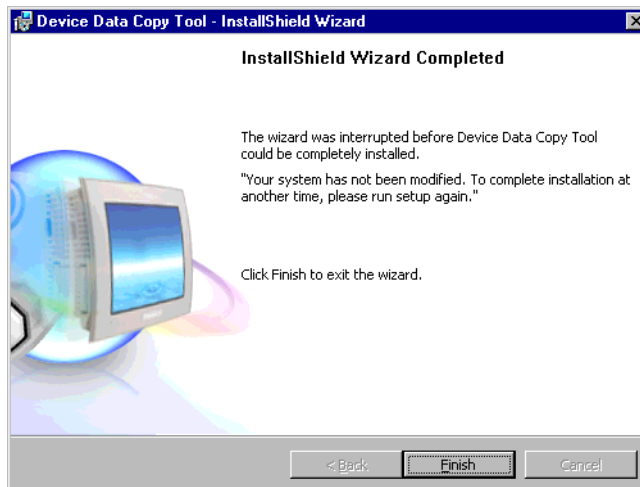 Device Data Copy Tool - InstallShield Wizard
InstallShield Wizard Completed
The wizard was interrupted before Device Data Copy Tool
could be completely installed.
"Your system has not been modified. To complete installation at
another time, please run setup again."
Click Finish to exit the wizard.
< Back
Finish
Cancel